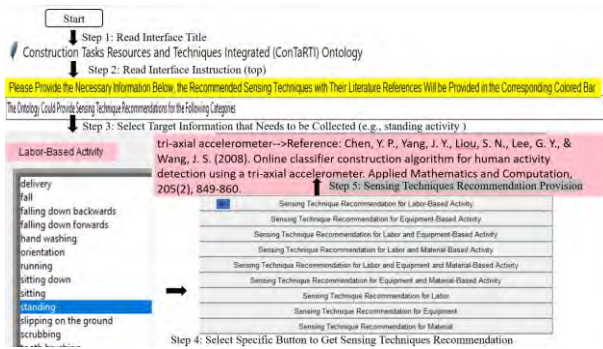 Start
Step 1: Read Interface Title
Construction Tasks Resources and Techniques Integrated (ConTaRTI) Ontology
Step 2: Read Interface Instruction (top)
Please Provide the Necessary Information Below, the Recommended Sensing Techniques with Their Literature References Will be Provided in the Corresponding Colored Bar
The Ontology Could Provide Sensing Technique Recommendations for the Following Categories
Step 3: Select Target Information that Needs to be Collected (e.g., standing activity )
Labor-Based Activity
tri-axial accelerometer-->Reference: Chen, Y. P., Yang, J. Y., Liou, S. N., Lee, G. Y., &
Wang, J. S. (2008). Online classifier construction algorithm for human activity
detection using a tri-axial accelerometer. Applied Mathematics and Computation,
205(2), 849-860.
Step 5: Sensing Techniques Recommendation Provision
delivery
fall
falling down backwards
falling down forwards
hand washing
orientation
running
sitting down
sitting
standing
slipping on the ground
scrubbing
tooth brushing
Sensing Technique Recommendation for Labor-Based Activity
Sensing Technique Recommendation for Equipment-Based Activity
Sensing Technique Recommendation for Labor and Equipment-Based Activity
Sensing Technique Recommendation for Labor and Material-Based Activity
Sensing Technique Recommendation for Labor and Equipment and Material-Based Activity
Sensing Technique Recommendation for Equipment and Material-Based Activity
Sensing Technique Recommendation for Labor
Sensing Technique Recommendation for Equipment
Sensing Technique Recommendation for Material
Step 4: Select Specific Button to Get Sensing Techniques Recommendation